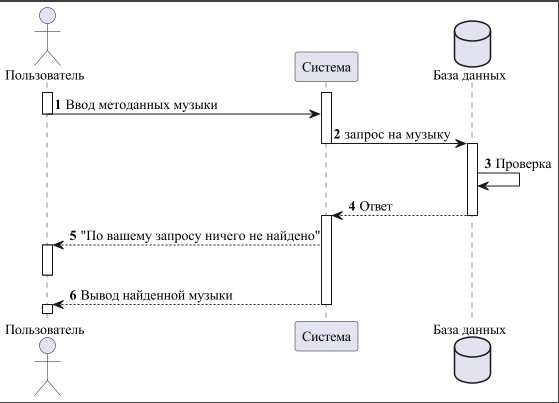 Пользователь
Система
База данных
1 Ввод методанных музыки
2 запрос на музыку
3 Проверка
4 Ответ
5 "По вашему запросу ничего не найдено"
6 Вывод найденной музыки
Пользователь
Система
База данных